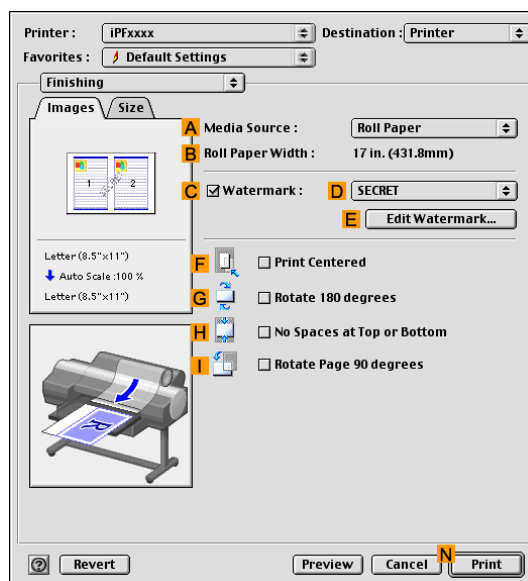 Printer : iPFxxxx Destination : Printer
Favorites : Default Settings
Finishing
Images Size
A Media Source : Roll Paper
B Roll Paper Width : 17 in. (431.8mm)
1 2
SECRET
C Watermark : D SECRET
E Edit Watermark...
Letter (8.5"x11")
Auto Scale :100 %
Letter (8.5"x11")
F Print Centered
G Rotate 180 degrees
H No Spaces at Top or Bottom
I Rotate Page 90 degrees
R
? Revert Preview Cancel N Print